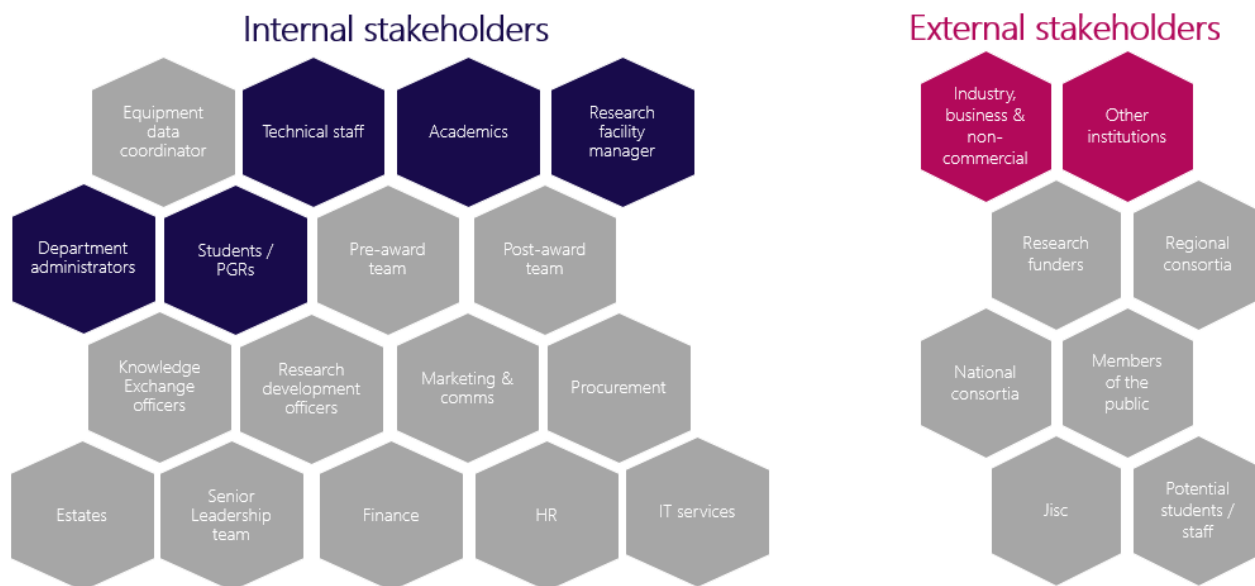 Internal stakeholders
Equipment
data
coordinator
Technical staff
Academics
Research
facility
manager
Department
administrators
Students /
PGRs
Pre-award
team
Post-award
team
Knowledge
Exchange
officers
Research
development
officers
Marketing &
comms
Procurement
Estates
Senior
Leadership
team
Finance
HR
IT services
External stakeholders
Industry,
business &
non-
commercial
Other
institutions
Research
funders
Regional
consortia
National
consortia
Members
of the
public
Jisc
Potential
students /
staff